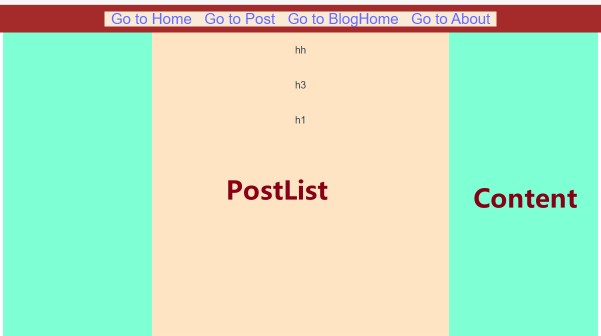 Go to Home Go to Post Go to BlogHome Go to About
hh
h3
h1
PostList
Content